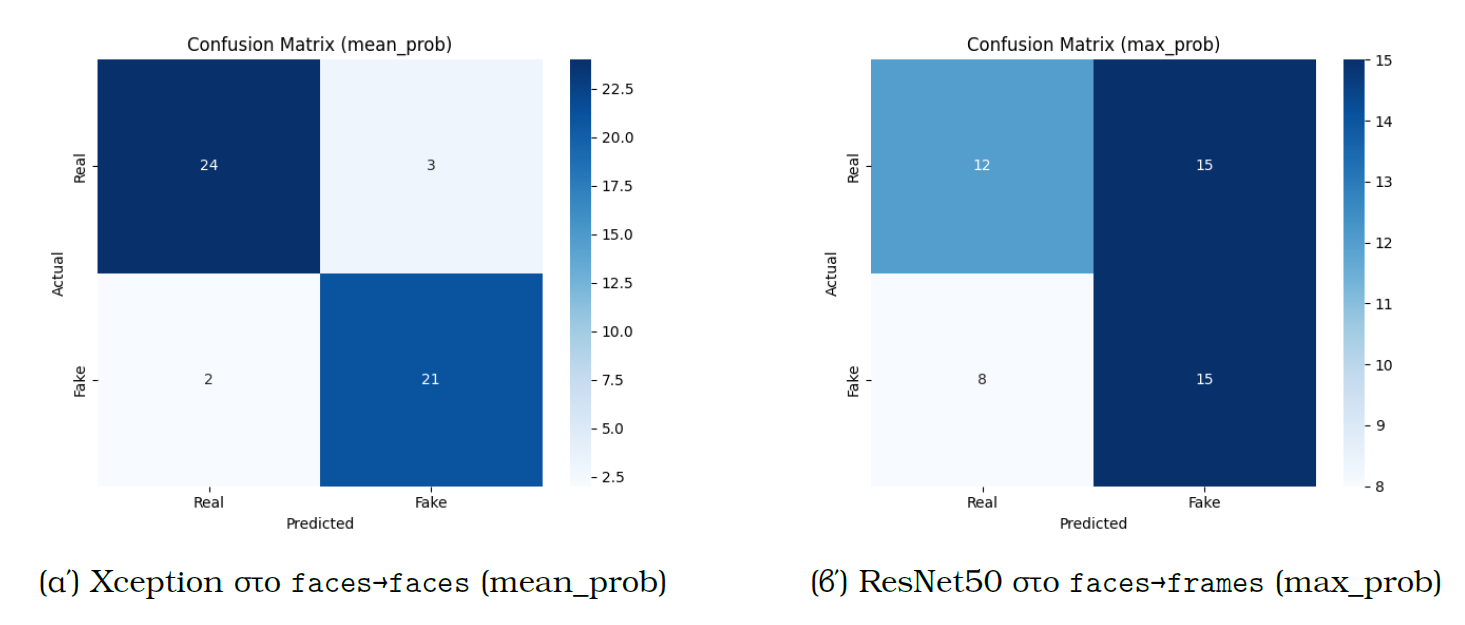 Confusion Matrix (mean_prob)
Actual
Real
Fake
24
3
2
21
Real
Fake
Predicted
22.5
20.0
17.5
15.0
12.5
10.0
7.5
5.0
2.5
(αʹ) Xception στο faces→faces (mean_prob)
Confusion Matrix (max_prob)
Actual
Real
Fake
12
15
8
15
Real
Fake
Predicted
15
14
13
12
11
10
9
8
(ϐʹ) ResNet50 στο faces→frames (max_prob)